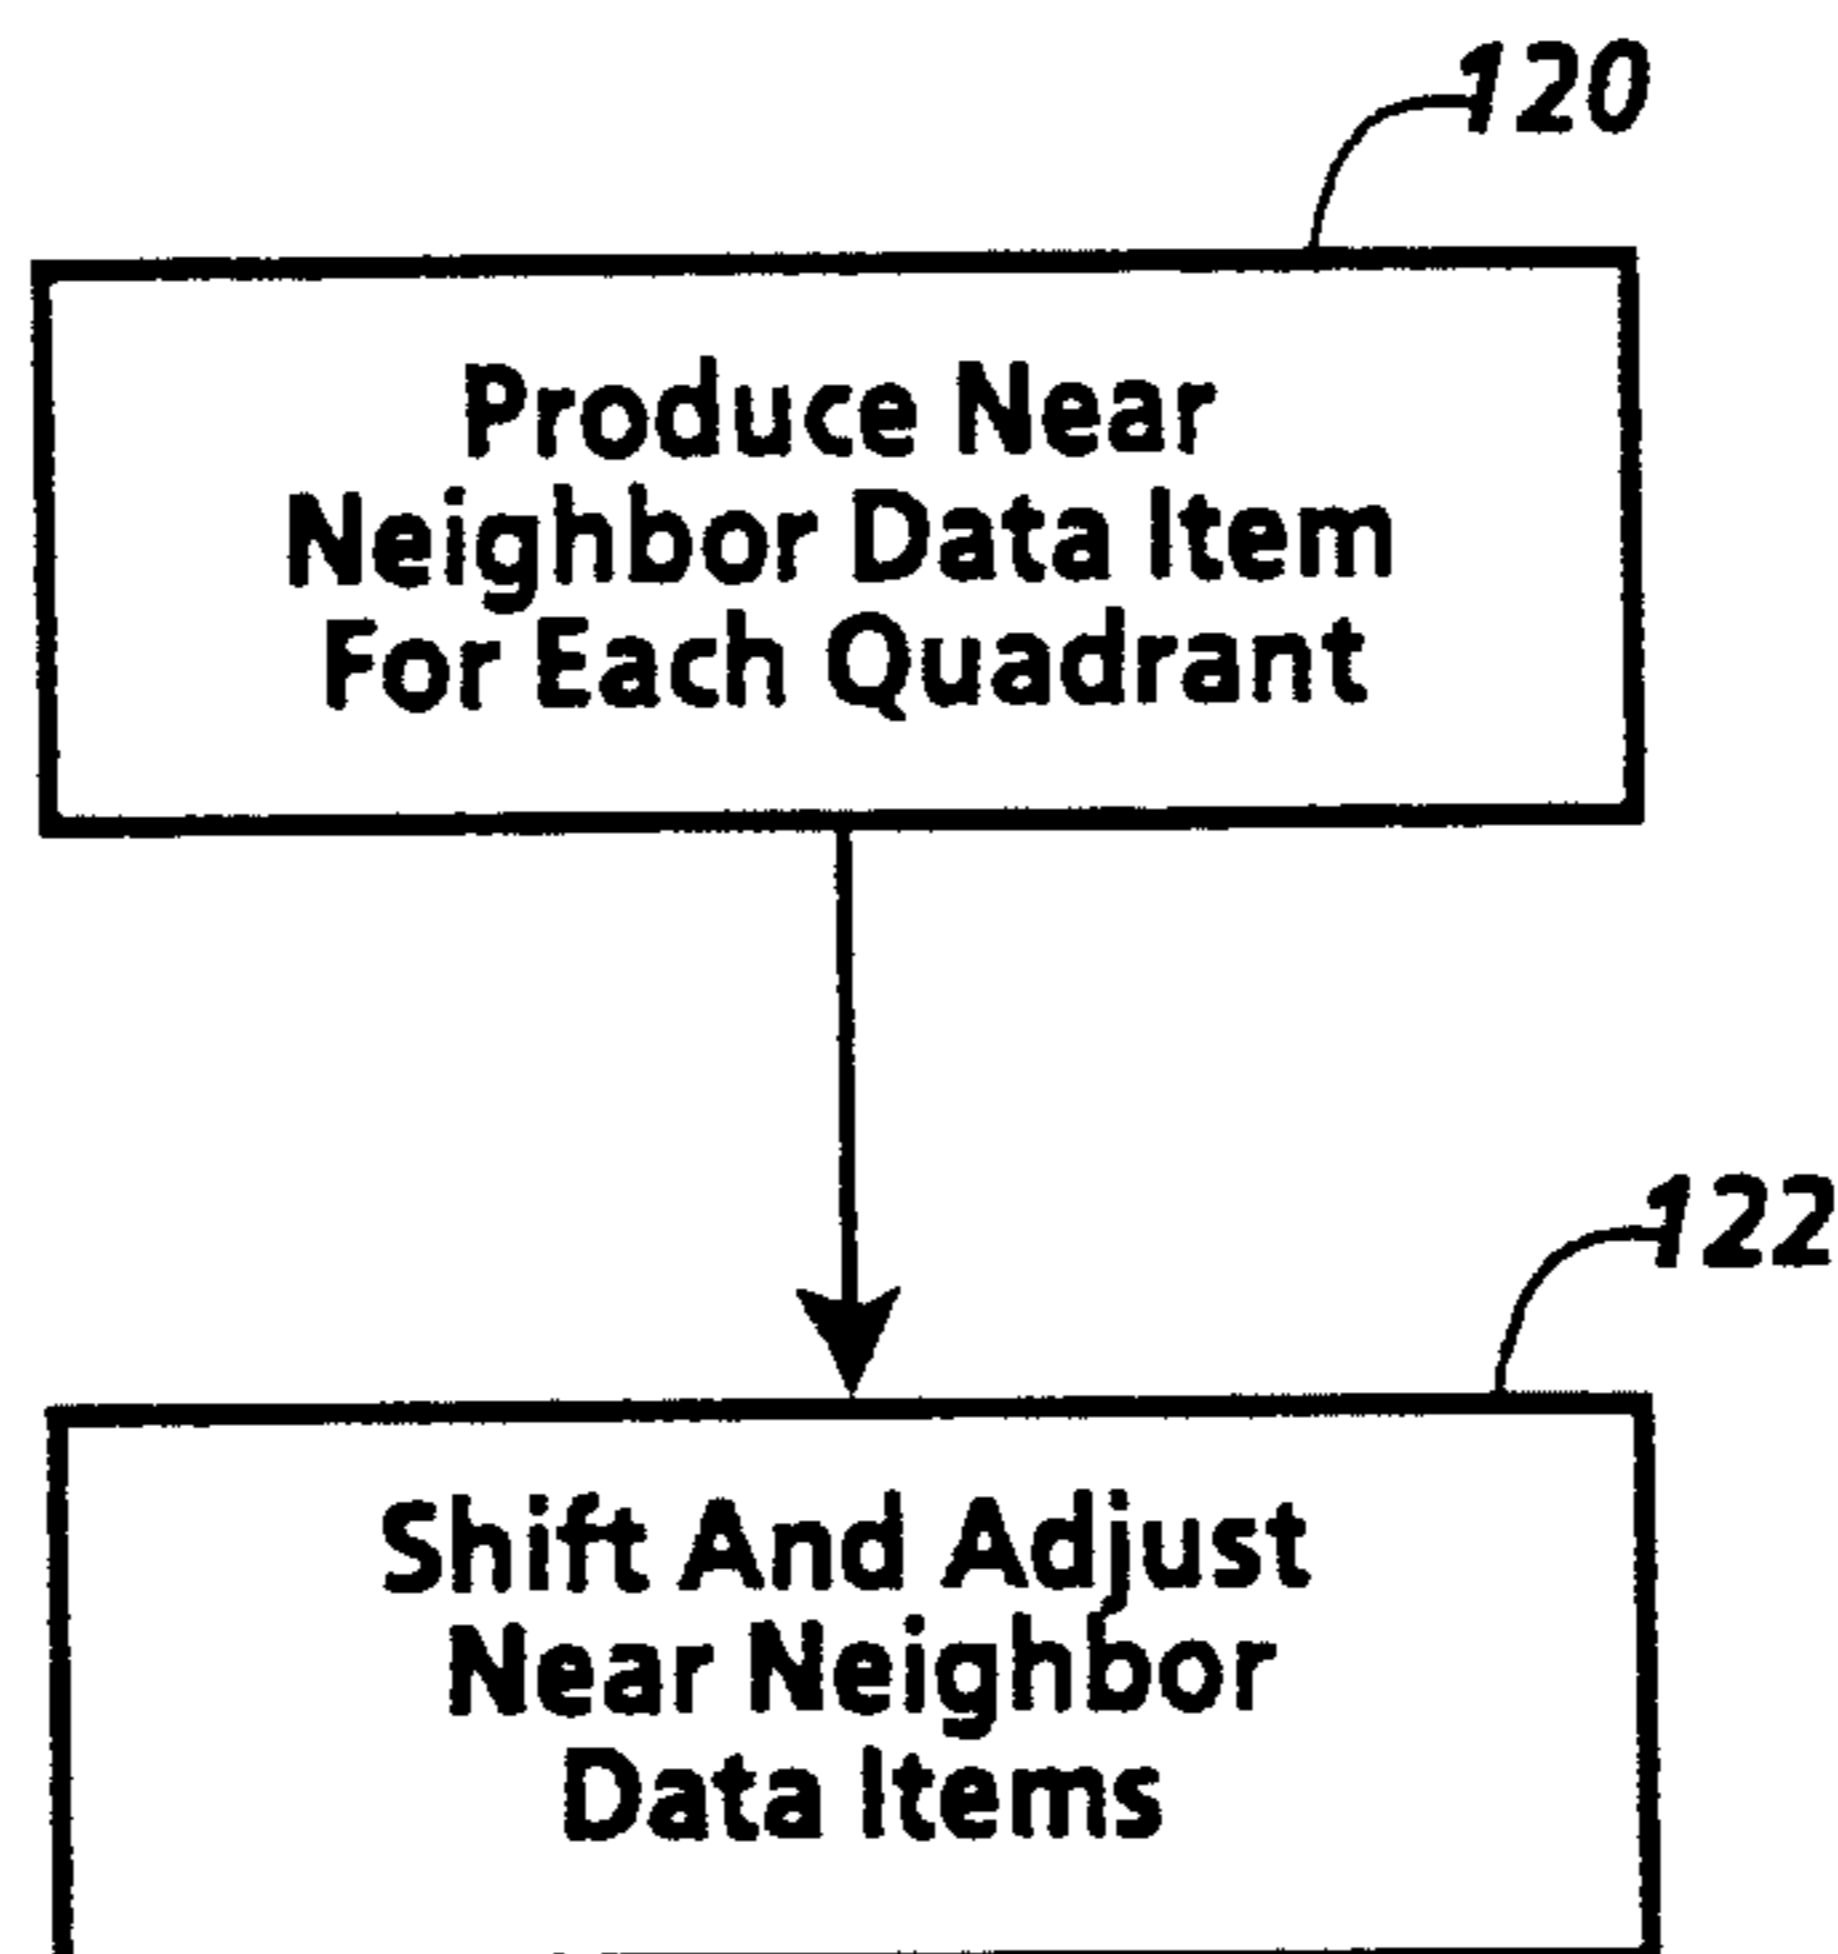 120
Produce Near
Neighbor Data Item
For Each Quadrant
122
Shift And Adjust
Near Neighbor
Data Items